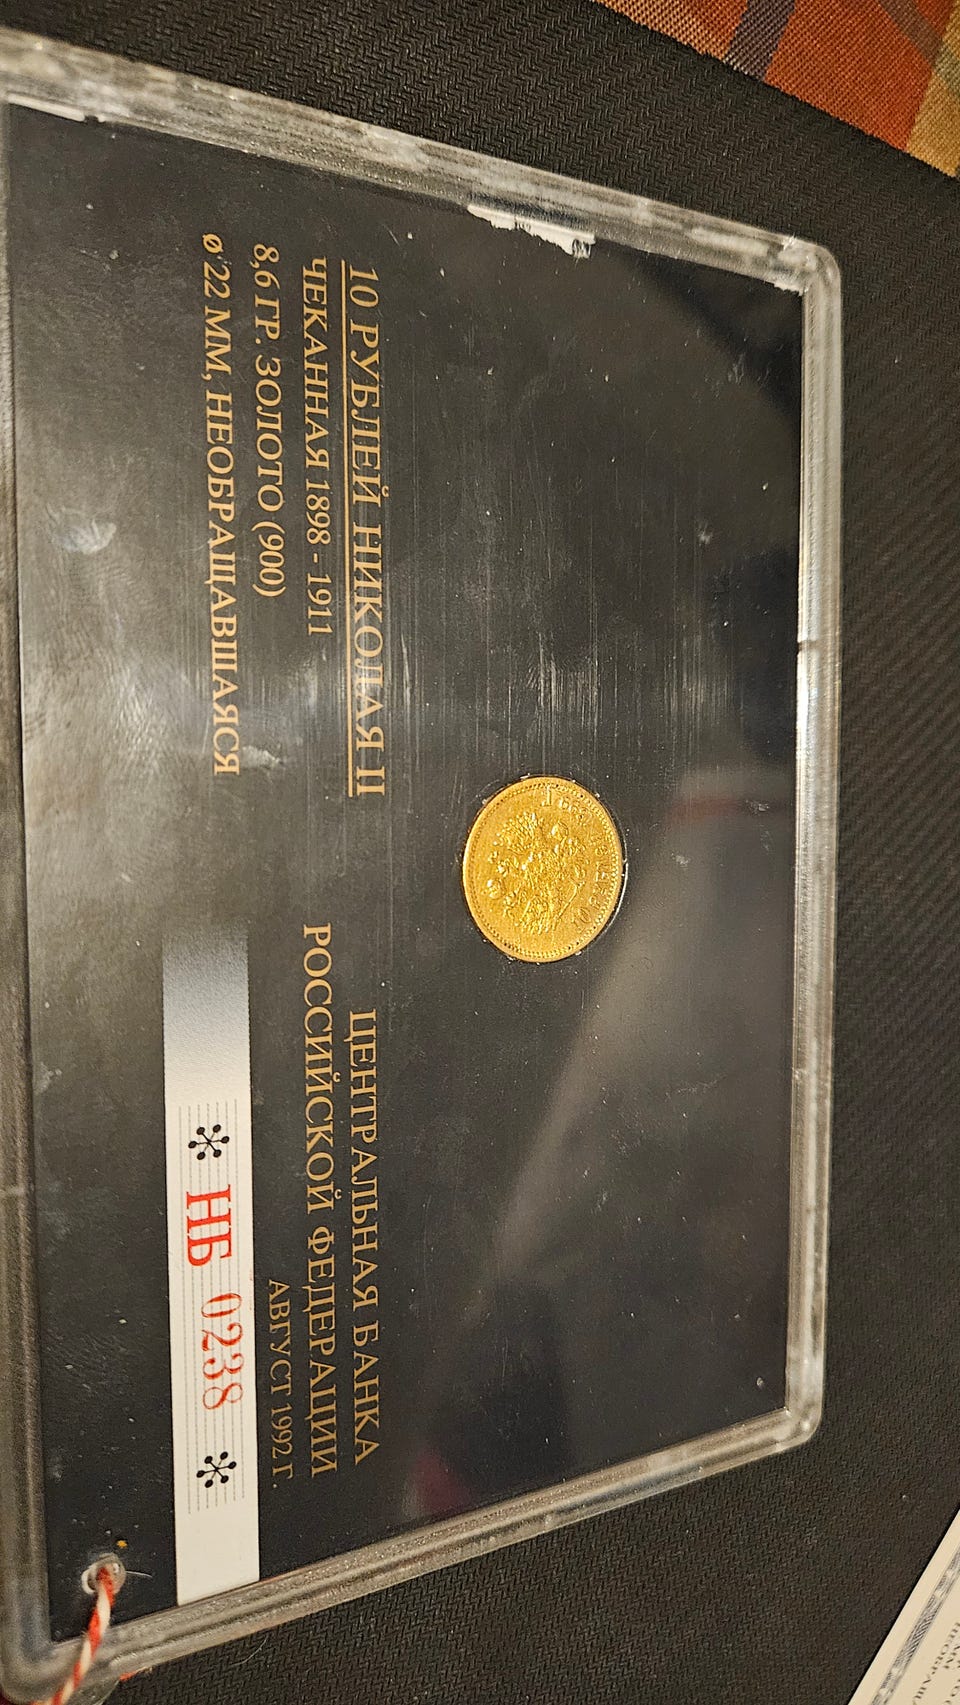 10 РУБЛЕЙ НИКОЛАЯ II
ЧЕКАННАЯ 1898 - 1911
8,6 ГР. ЗОЛОТО (900)
ø 22 ММ, НЕОБРАЩАВШАЯСЯ
ЦЕНТРАЛЬНАЯ БАНКА
РОССИЙСКОЙ ФЕДЕРАЦИИ
АВГУСТ 1992 Г.
* НБ 0238 *